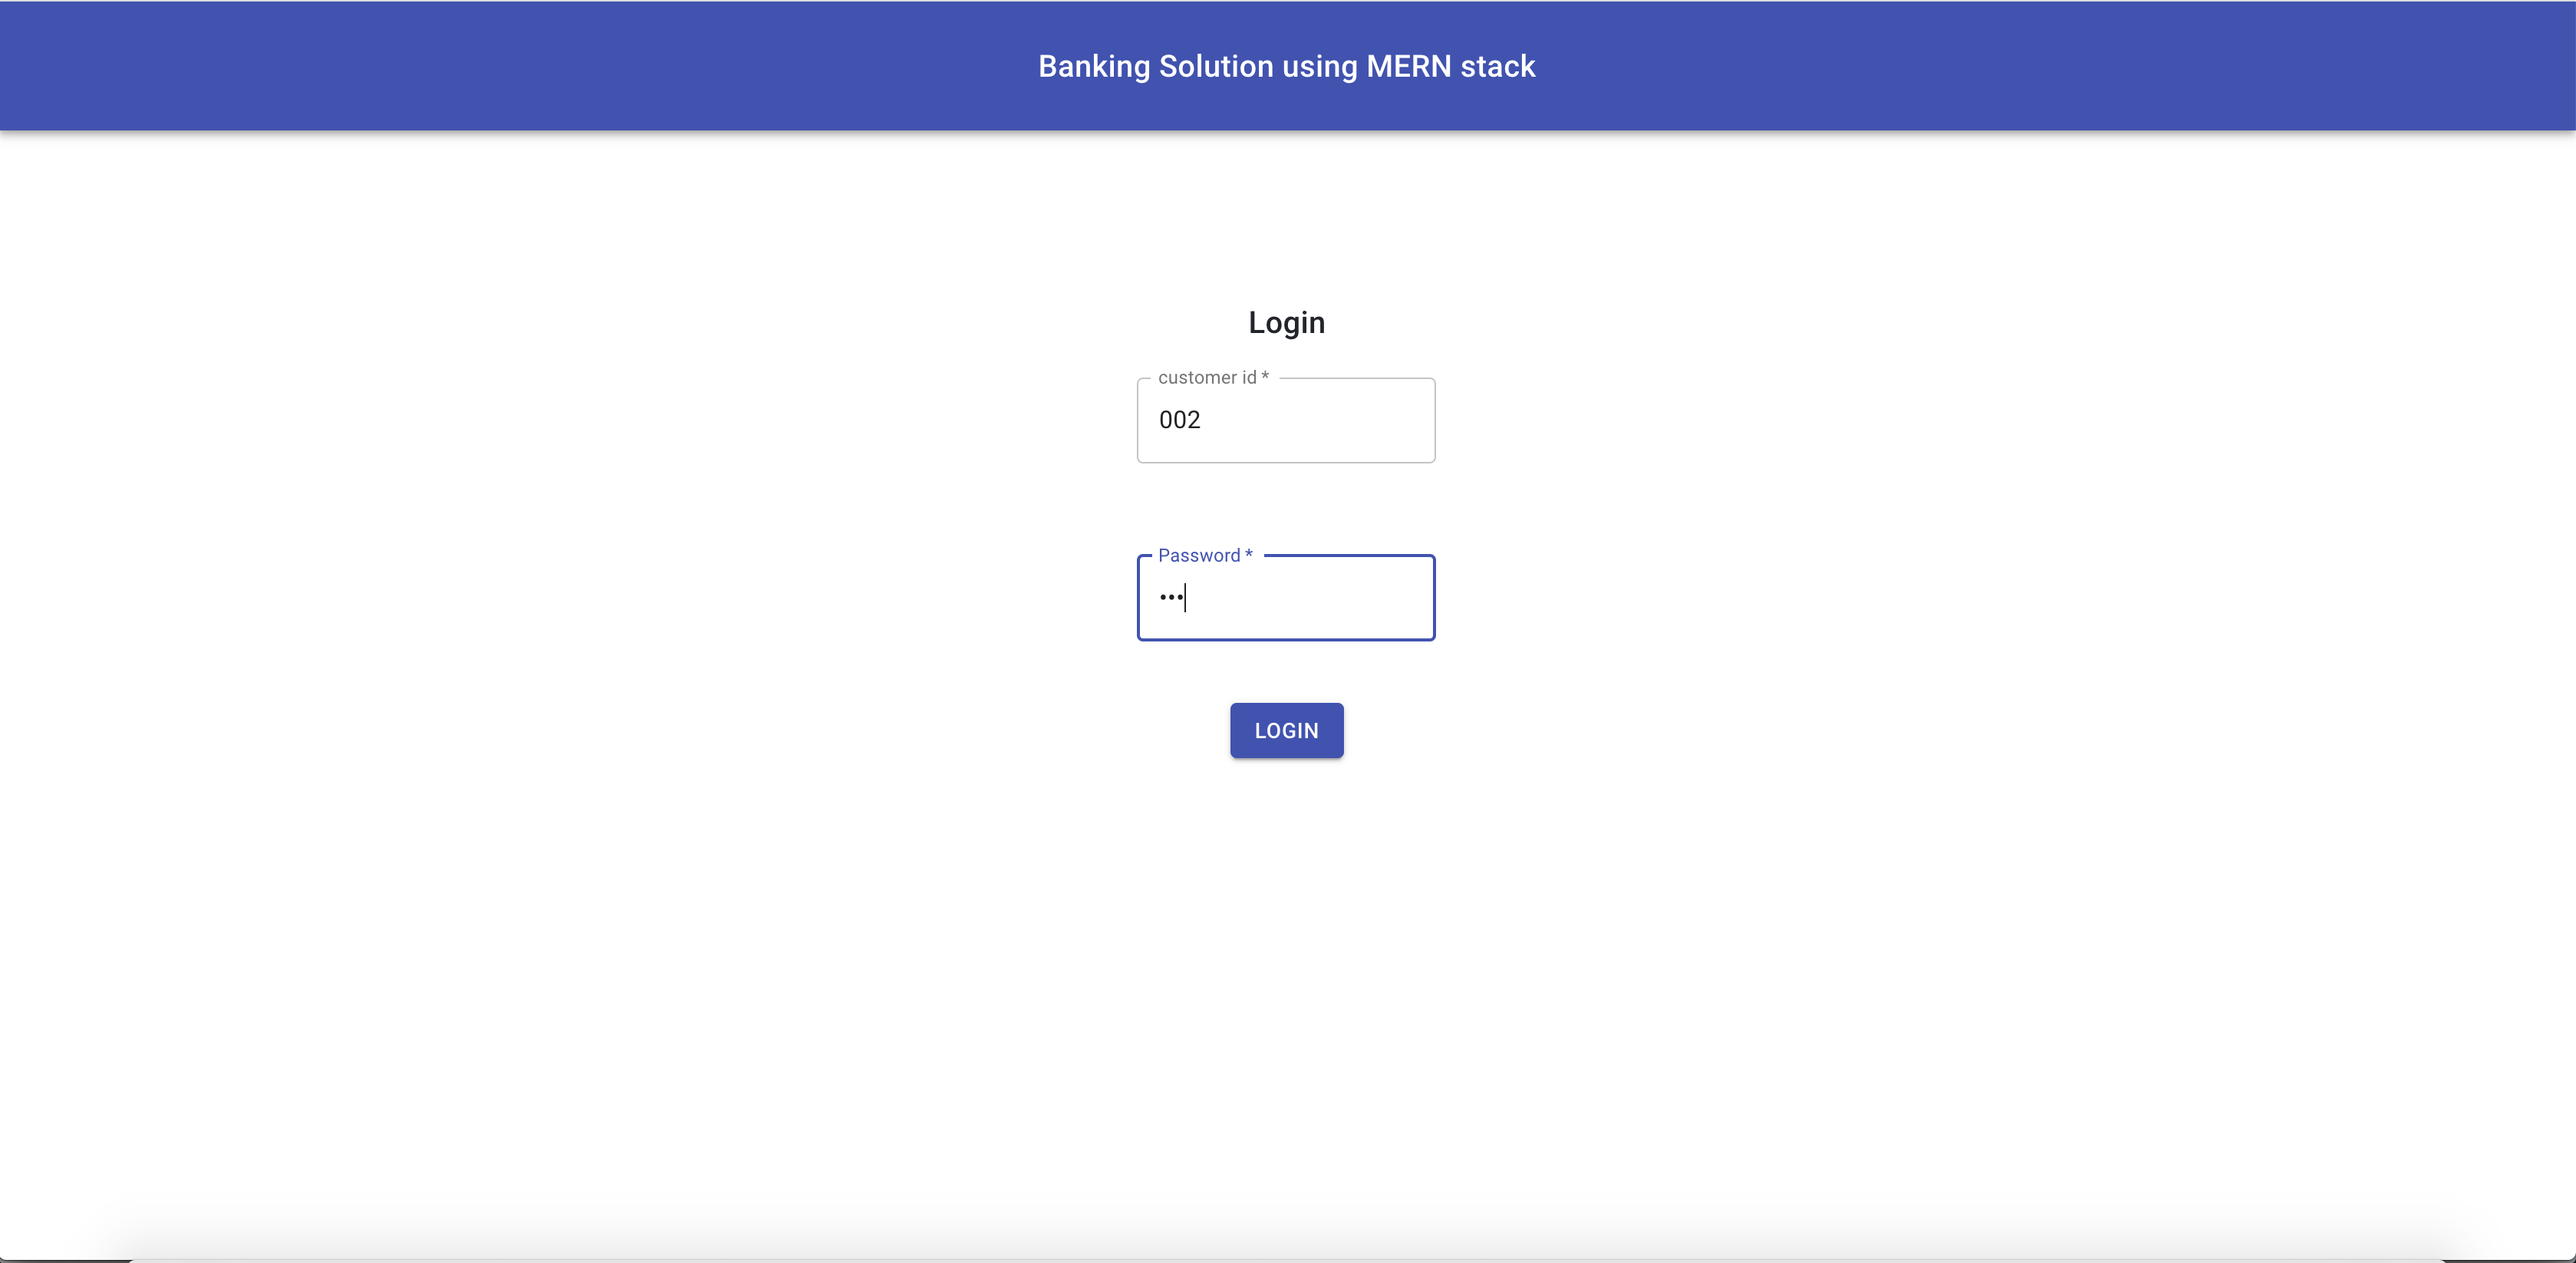 Banking Solution using MERN stack
Login
customer id *
002
Password *
•••
LOGIN